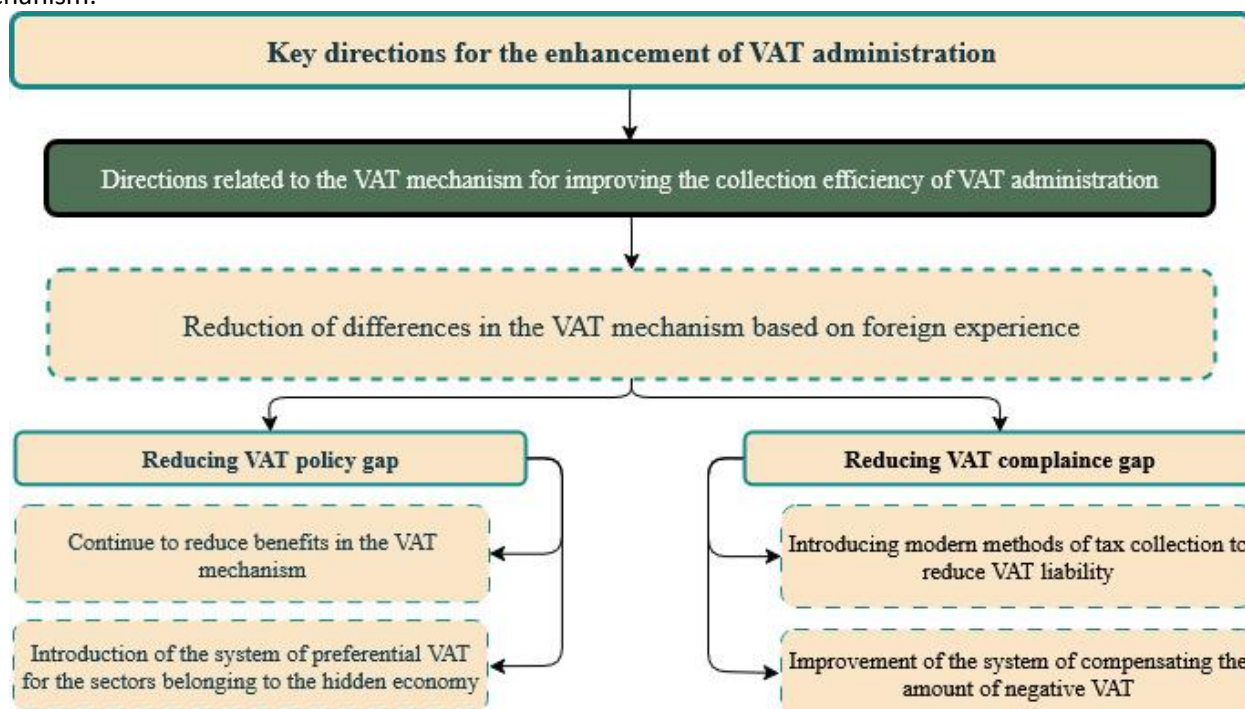 Key directions for the enhancement of VAT administration
Directions related to the VAT mechanism for improving the collection efficiency of VAT administration
Reduction of differences in the VAT mechanism based on foreign experience
Reducing VAT policy gap
Continue to reduce benefits in the VAT
mechanism
Introduction of the system of preferential VAT
for the sectors belonging to the hidden economy
Reducing VAT complaince gap
Introducing modern methods of tax collection to
reduce VAT liability
Improvement of the system of compensating the
amount of negative VAT